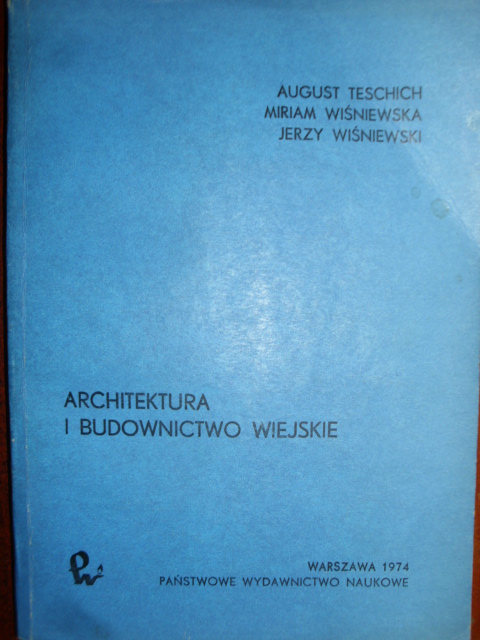 AUGUST TESCHICH
MIRIAM WIŚNIEWSKA
JERZY WIŚNIEWSKI
ARCHITEKTURA
I BUDOWNICTWO WIEJSKIE
WARSZAWA 1974
PAŃSTWOWE WYDAWNICTWO NAUKOWE